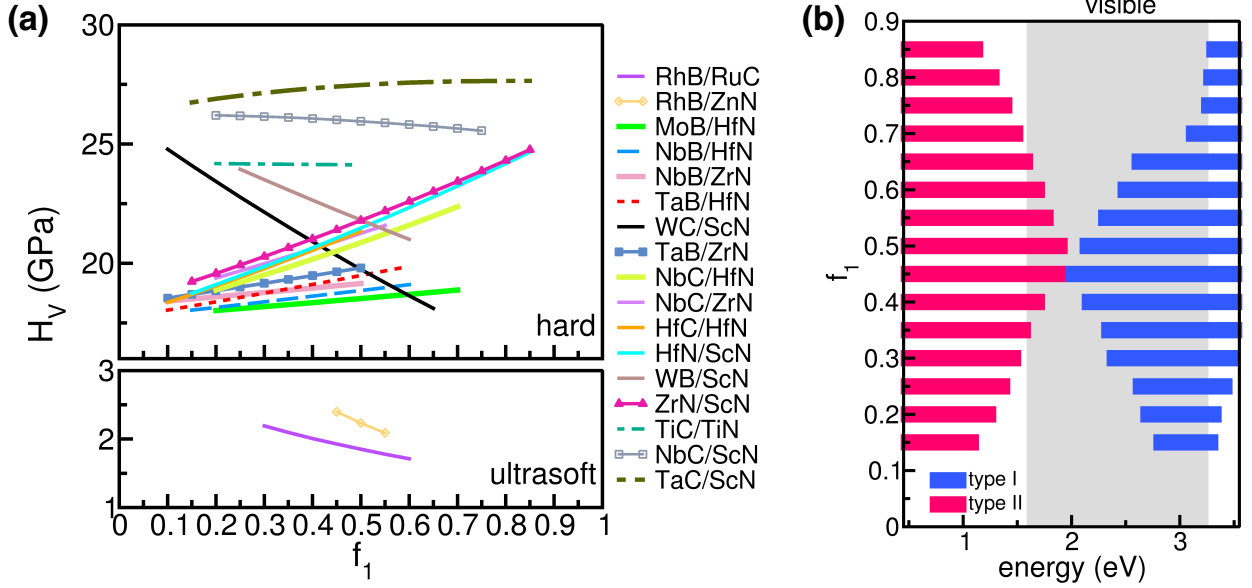 (a)
30
25
20
H_V (GPa)
hard
3
2
1
ultrasoft
0 0.1 0.2 0.3 0.4 0.5 0.6 0.7 0.8 0.9 1
f_1
RhB/RuC
RhB/ZnN
MoB/HfN
NbB/HfN
NbB/ZrN
TaB/HfN
WC/ScN
TaB/ZrN
NbC/HfN
NbC/ZrN
HfC/HfN
HfN/ScN
WB/ScN
ZrN/ScN
TiC/TiN
NbC/ScN
TaC/ScN
(b)
visible
0.9
0.8
0.7
0.6
0.5
0.4
0.3
0.2
0.1
0
f_1
type I
type II
1 2 3
energy (eV)